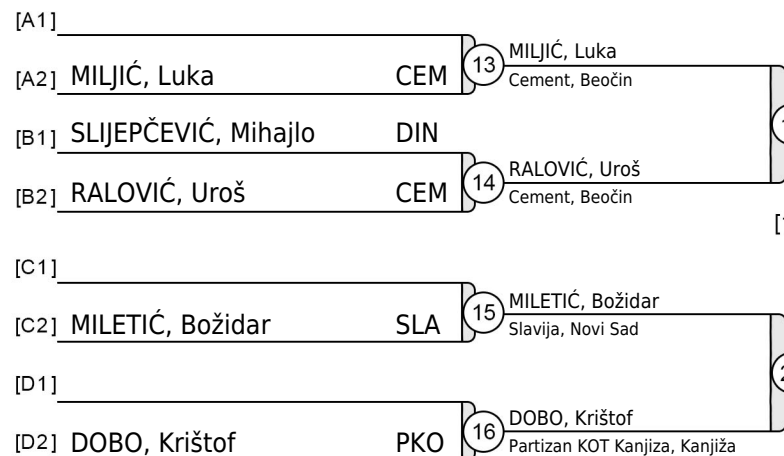 [A1]
[A2] MILJIĆ, Luka CEM
13
MILJIĆ, Luka
Cement, Beočin
[B1] SLIJEPČEVIĆ, Mihajlo DIN
[B2] RALOVIĆ, Uroš CEM
14
RALOVIĆ, Uroš
Cement, Beočin
[C1]
[C2] MILETIĆ, Božidar SLA
15
MILETIĆ, Božidar
Slavija, Novi Sad
[D1]
[D2] DOBO, Krištof PKO
16
DOBO, Krištof
Partizan KOT Kanjiza, Kanjiža